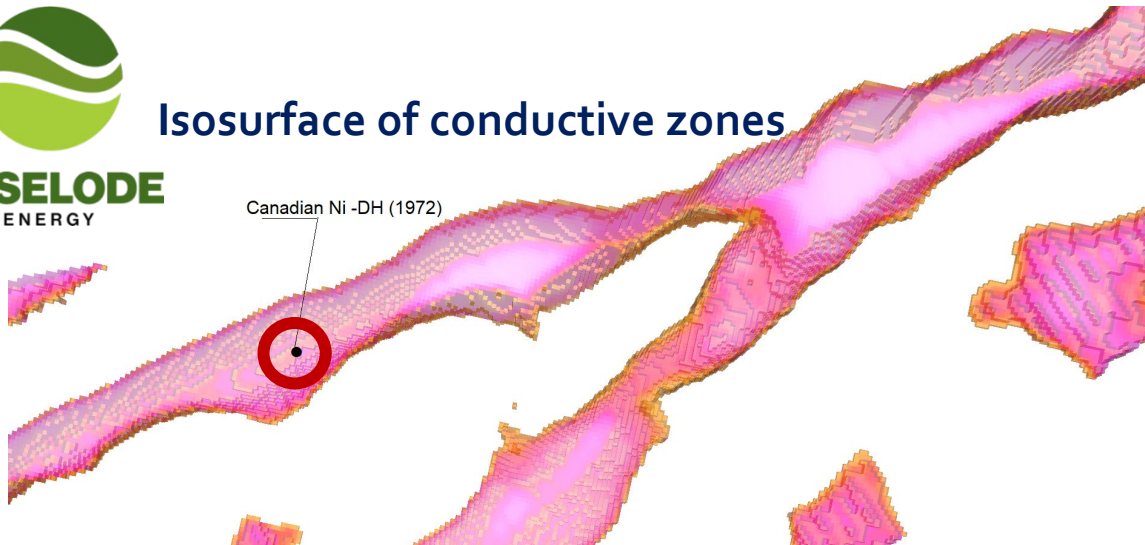 Isosurface of conductive zones
SELODE
ENERGY
Canadian Ni -DH (1972)